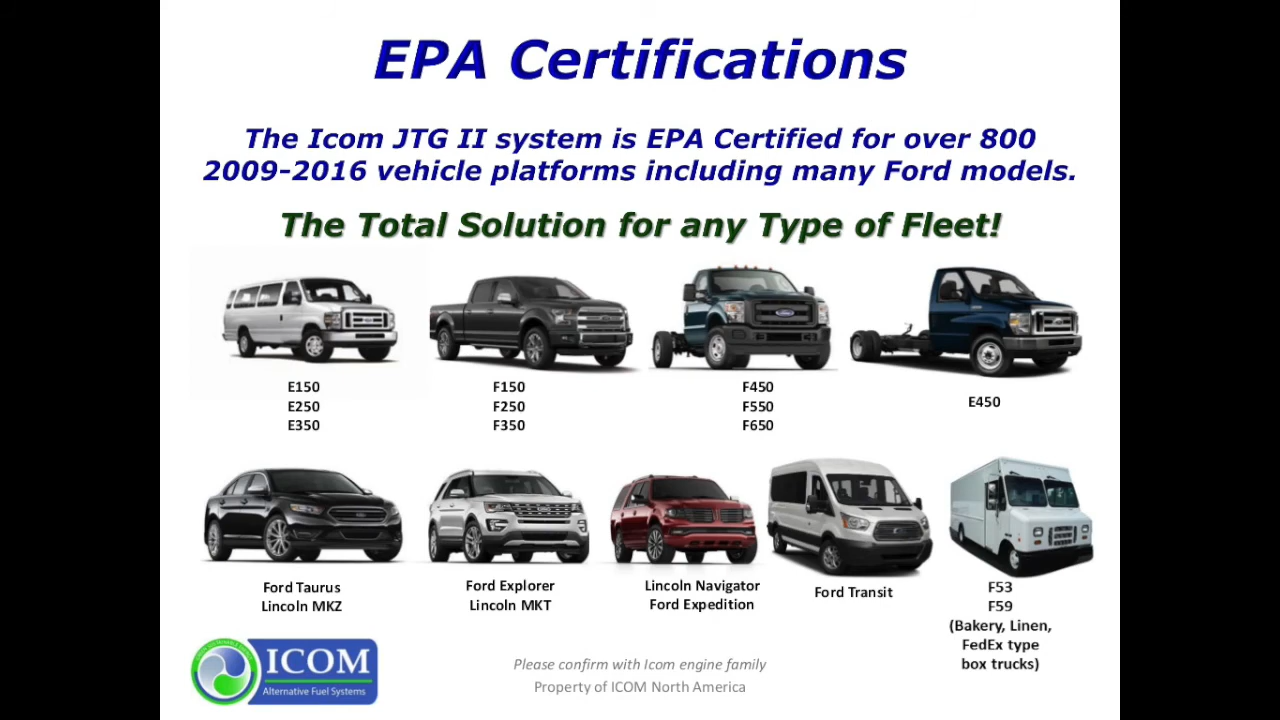 EPA Certifications
The Icom JTG II system is EPA Certified for over 800
2009-2016 vehicle platforms including many Ford models.
The Total Solution for any Type of Fleet!
E150
E250
E350
F150
F250
F350
F450
F550
F650
E450
Ford Taurus
Lincoln MKZ
Ford Explorer
Lincoln MKT
Lincoln Navigator
Ford Expedition
Ford Transit
F53
F59
(Bakery, Linen,
FedEx type
box trucks)
ICOM
Alternative Fuel Systems
Please confirm with Icom engine family
Property of ICOM North America